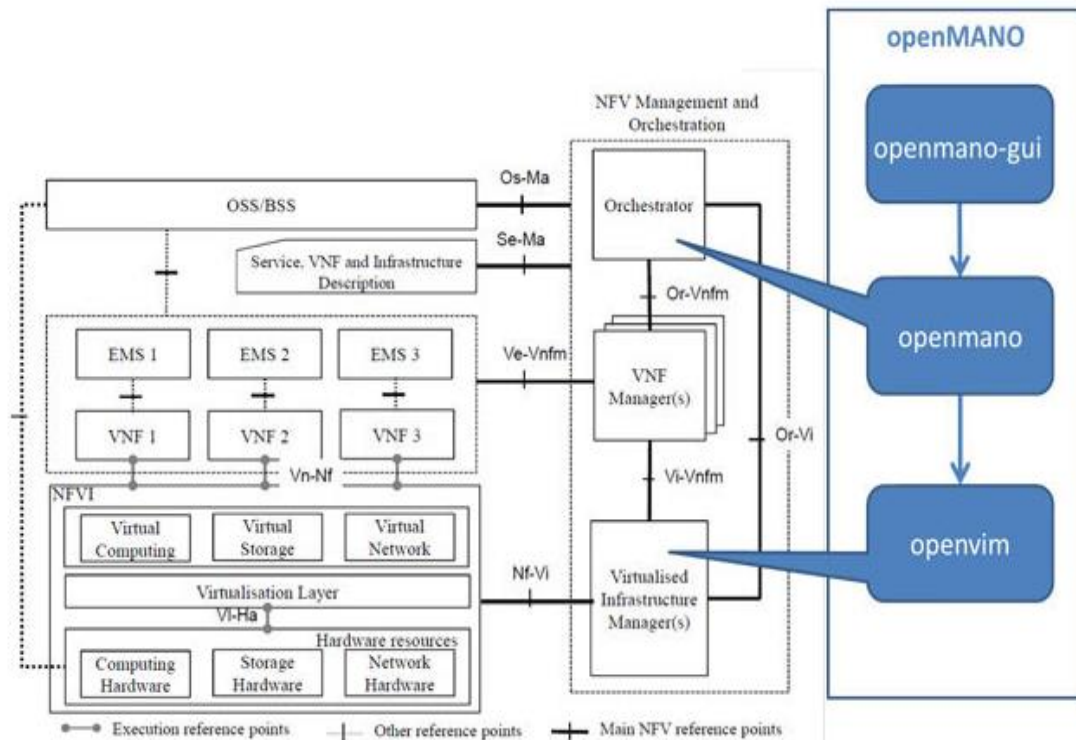 openMANO
openmano-gui
openmano
openvim
NFV Management and
Orchestration
Os-Ma
OSS/BSS
Orchestrator
Se-Ma
Service, VNF and Infrastructure
Description
Or-Vnfm
EMS 1
EMS 2
EMS 3
Ve-Vnfm
VNF
Manager(s)
VNF 1
VNF 2
VNF 3
Or-Vi
Vn-Nf
Vi-Vnfm
NFVI
Virtual
Computing
Virtual
Storage
Virtual
Network
Nf-Vi
Virtualisation Layer
Virtualised
Infrastructure
Manager(s)
Vl-Ha
Hardware resources
Computing
Hardware
Storage
Hardware
Network
Hardware
Execution reference points
Other reference points
Main NFV reference points